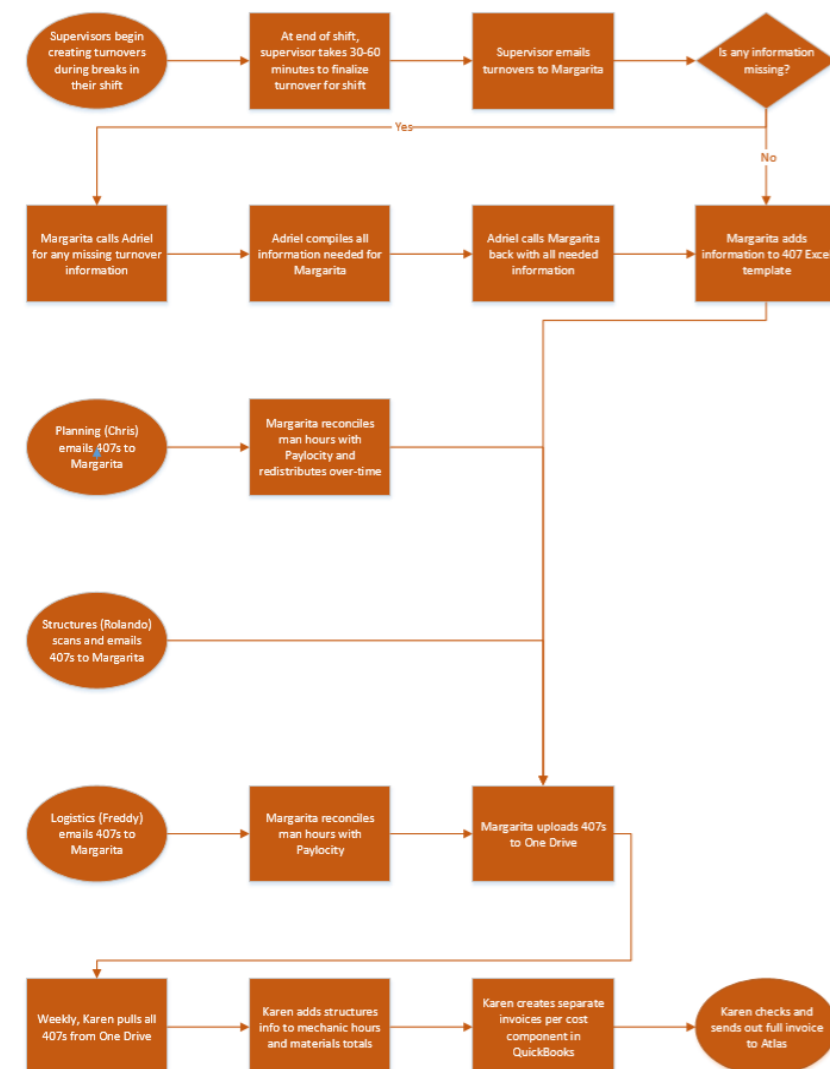 Supervisors begin
creating turnovers
during breaks in
their shift
At end of shift,
supervisor takes 30-60
minutes to finalize
turnover for shift
Supervisor emails
turnovers to Margarita
Is any information
missing?
Yes
No
Margarita calls Adriel
for any missing turnover
information
Adriel compiles all
information needed for
Margarita
Adriel calls Margarita
back with all needed
information
Margarita adds
information to 407 Excel
template
Planning (Chris)
emails 407s to
Margarita
Margarita reconciles
man hours with
Paylocity and
redistributes over-time
Structures (Rolando)
scans and emails
407s to Margarita
Logistics (Freddy)
emails 407s to
Margarita
Margarita reconciles
man hours with
Paylocity
Margarita uploads 407s
to One Drive
Weekly, Karen pulls all
407s from One Drive
Karen adds structures
info to mechanic hours
and materials totals
Karen creates separate
invoices per cost
component in
QuickBooks
Karen checks and
sends out full invoice
to Atlas